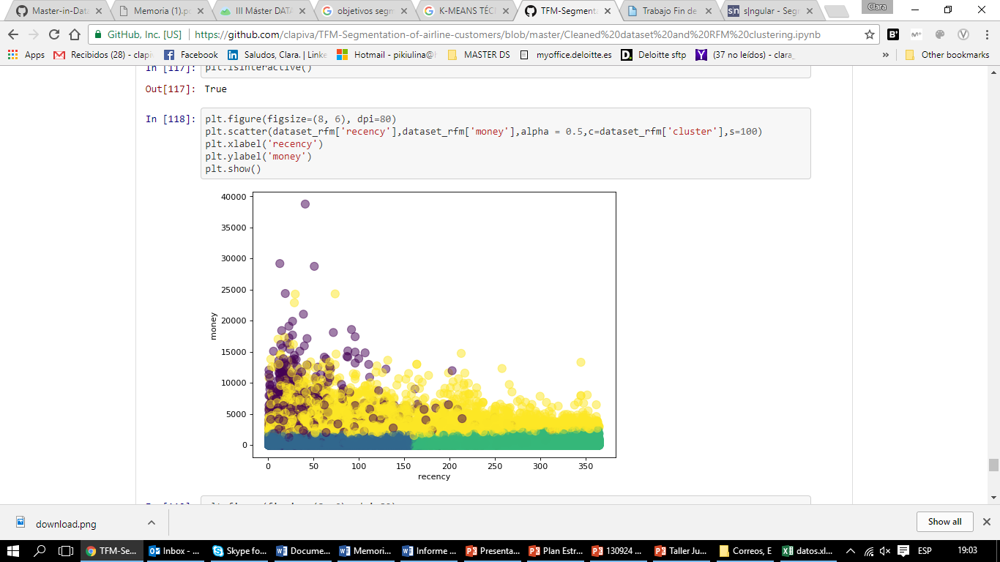 Clara
Master-in-Data
Memoria (1).pd
III Máster DATA
objetivos segm
K-MEANS TÉC
TFM-Segmenta
Trabajo Fin de
s|ngular - Seg
GitHub, Inc. [US] https://github.com/clapiva/TFM-Segmentation-of-airline-customers/blob/master/Cleaned%20dataset%20and%20RFM%20clustering.ipynb
Apps
Recibidos (28) - clapiv
Facebook
Saludos, Clara. | Linke
Hotmail - pikiulina@h
MASTER DS
myoffice.deloitte.es
Deloitte sftp
(37 no leídos) - clara_
»
Other bookmarks
In [117]: plt.isinteractive()
Out[117]: True
In [118]: plt.figure(figsize=(8, 6), dpi=80)
plt.scatter(dataset_rfm['recency'],dataset_rfm['money'],alpha = 0.5,c=dataset_rfm['cluster'],s=100)
plt.xlabel('recency')
plt.ylabel('money')
plt.show()
40000
35000
30000
25000
20000
15000
10000
5000
0
money
0 50 100 150 200 250 300 350
recency
download.png
Show all
TFM-Se...
Inbox - ...
Skype fo...
Docume...
Memori...
Informe ...
Presenta...
Plan Estr...
130924 ...
Taller Ju...
Correos, E
datos.xl...
ESP
19:03